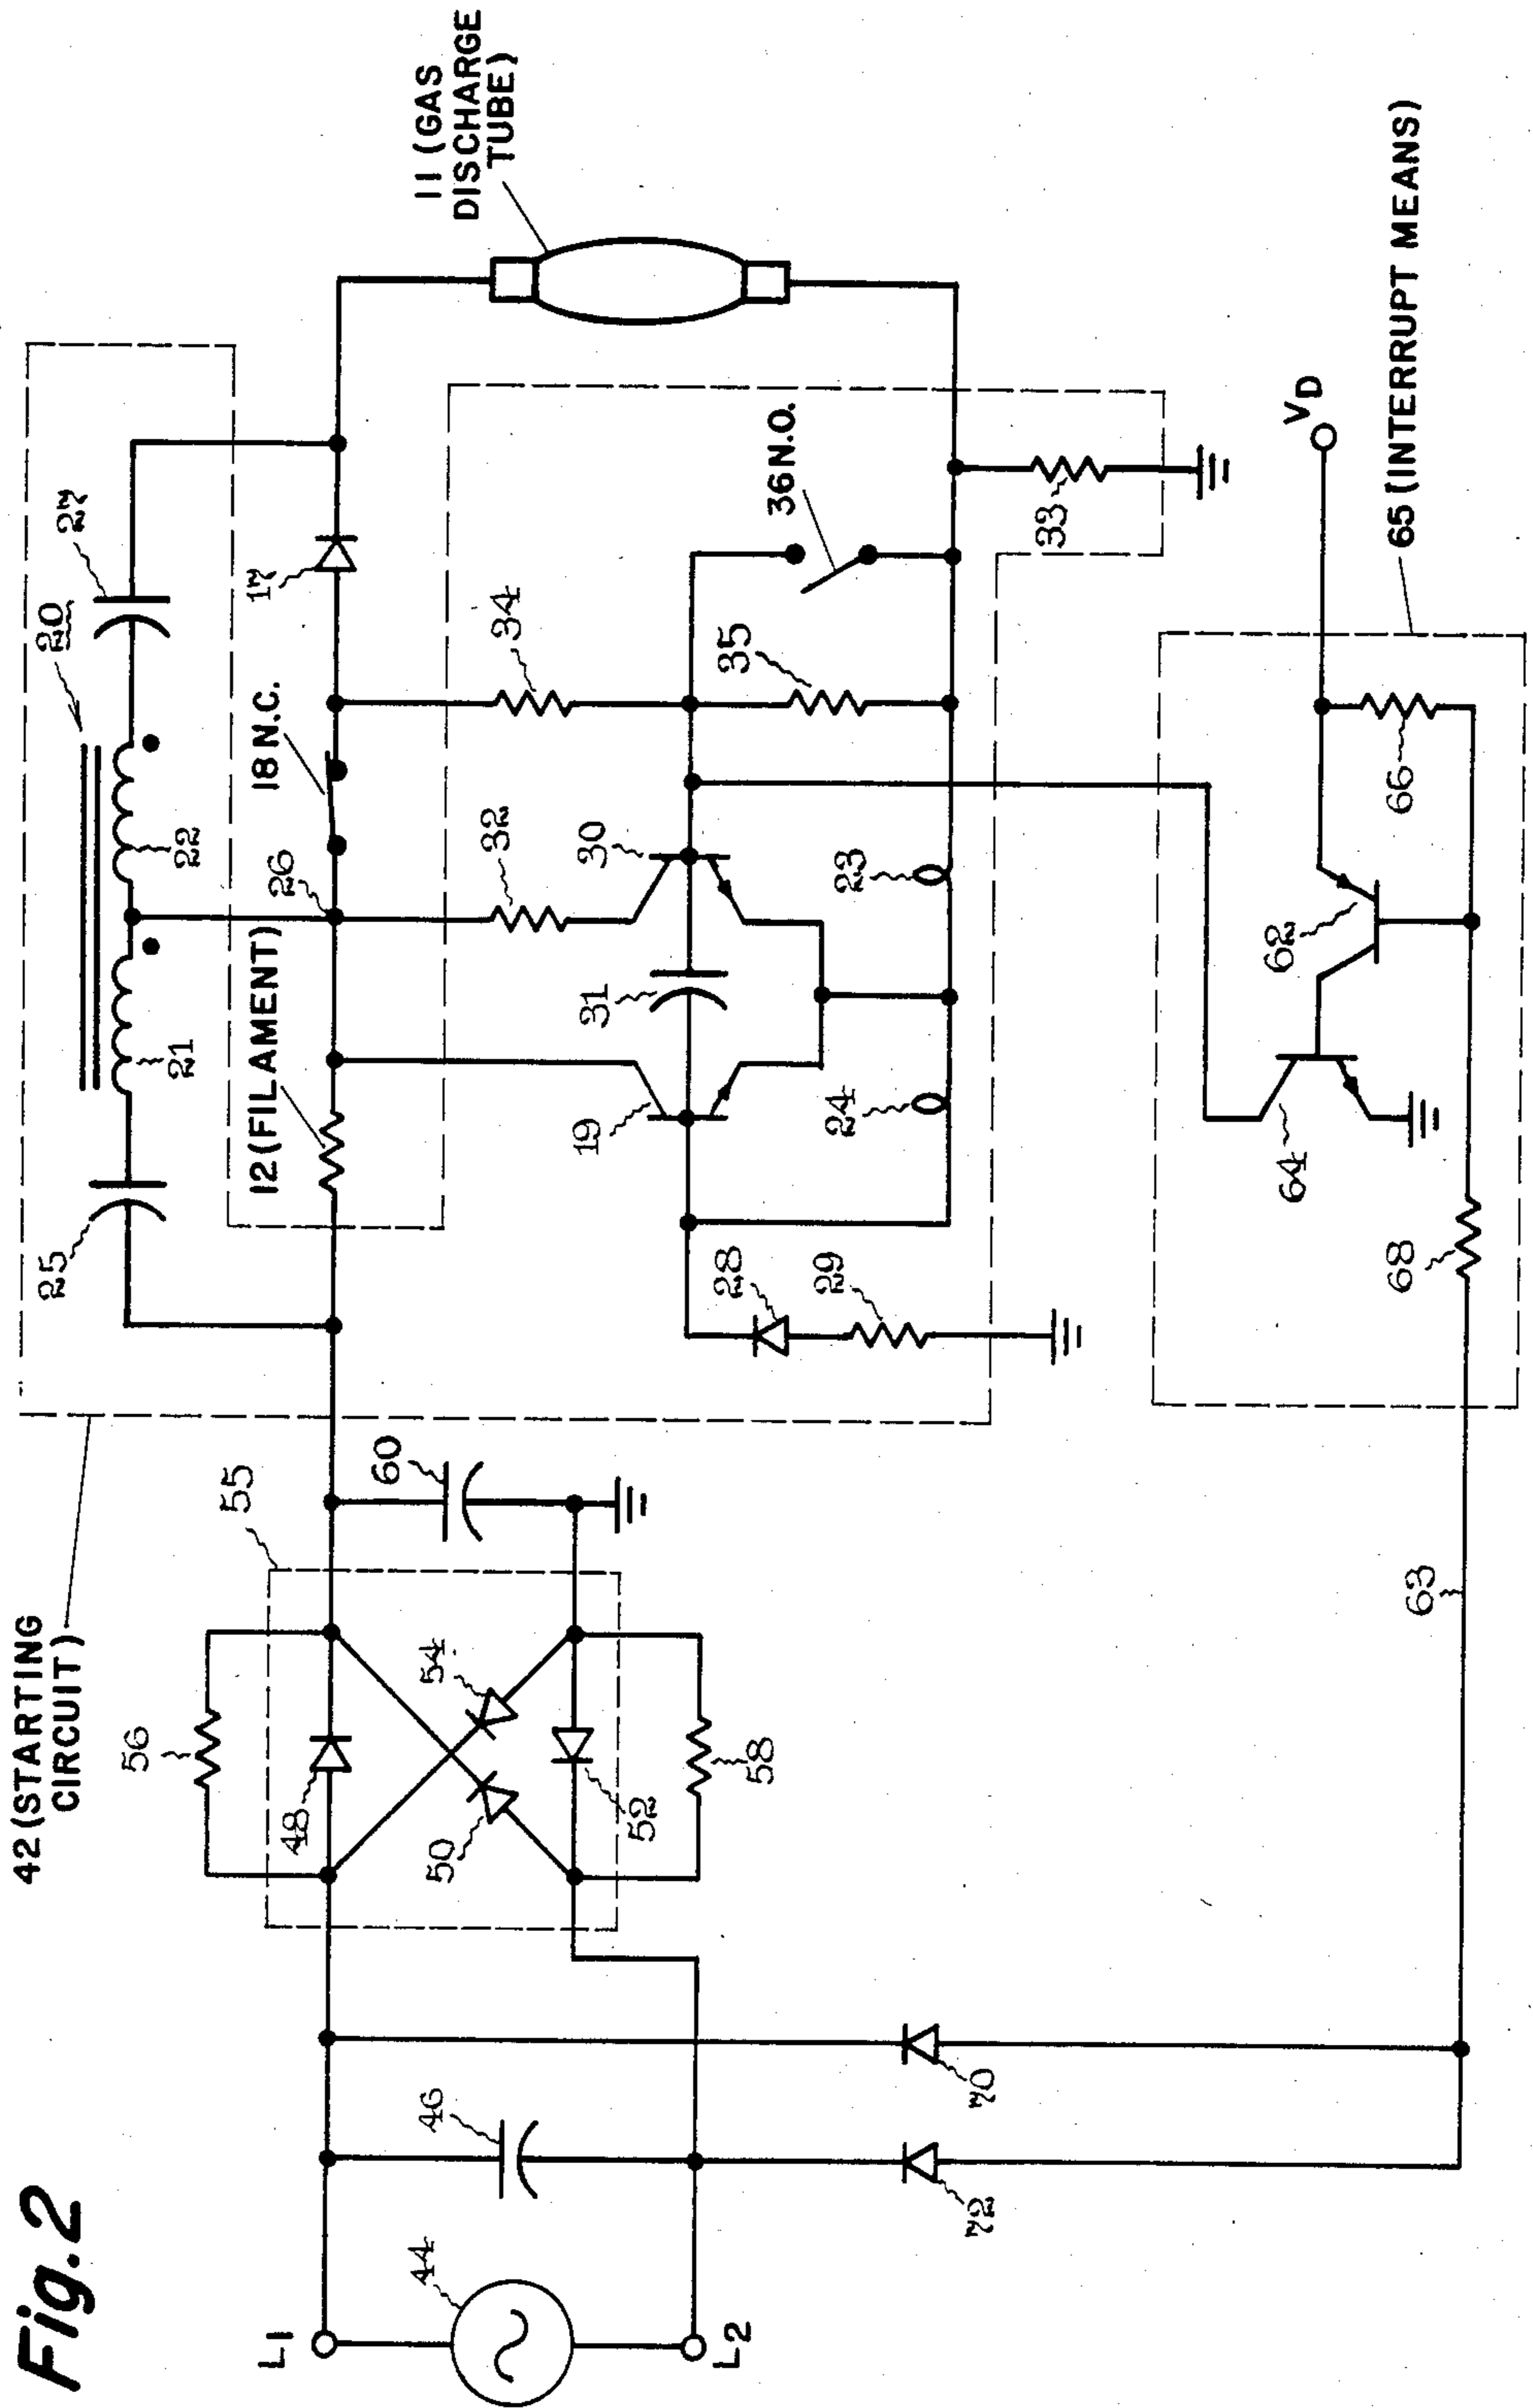 Fig.2
42 (STARTING
CIRCUIT)
20
25
21
22
27
12 (FILAMENT)
26
18 N.C.
17
11 (GAS
DISCHARGE
TUBE)
L1
44
L2
46
56
48
50
54
52
58
55
60
19
31
30
32
34
35
36 N.O.
33
28
29
24
23
72
70
63
64
62
66
68
VD
65 (INTERRUPT MEANS)